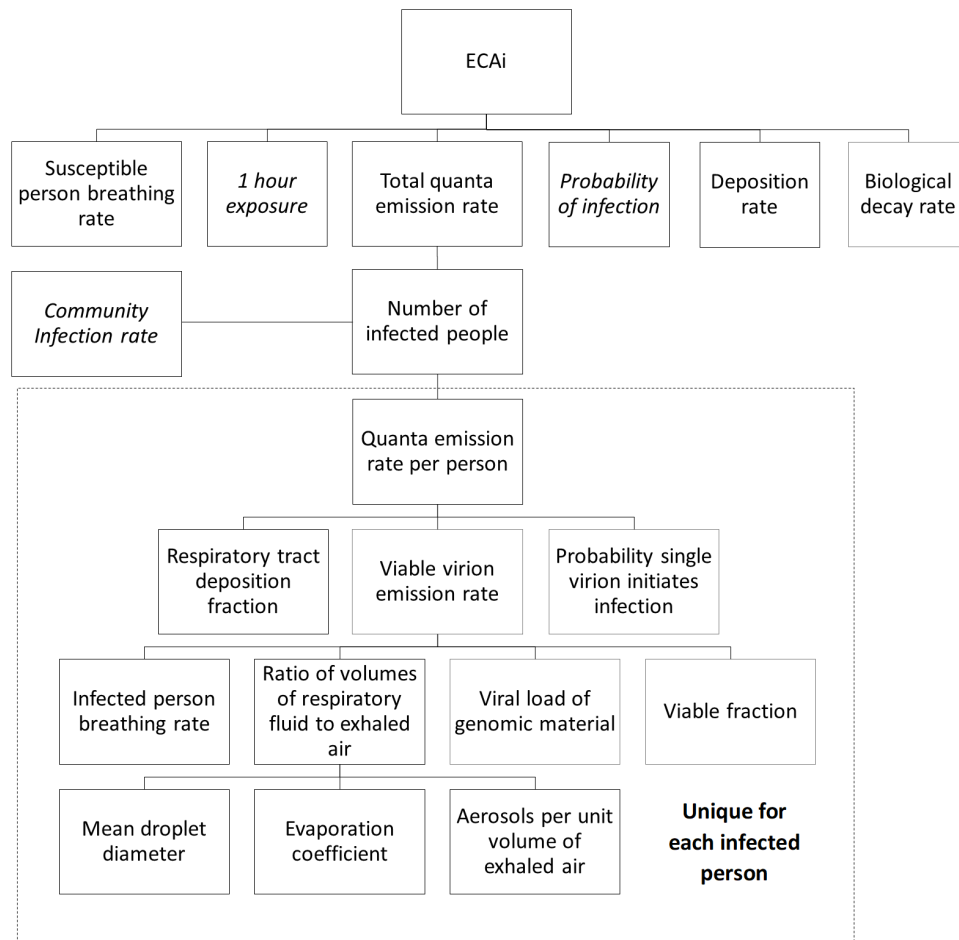 ECAi
Susceptible
person breathing
rate
1 hour
exposure
Total quanta
emission rate
Probability
of infection
Deposition
rate
Biological
decay rate
Community
Infection rate
Number of
infected people
Quanta emission
rate per person
Respiratory tract
deposition
fraction
Viable virion
emission rate
Probability single
virion initiates
infection
Infected person
breathing rate
Ratio of volumes
of respiratory
fluid to exhaled
air
Viral load of
genomic material
Viable fraction
Mean droplet
diameter
Evaporation
coefficient
Aerosols per unit
volume of
exhaled air
Unique for
each infected
person